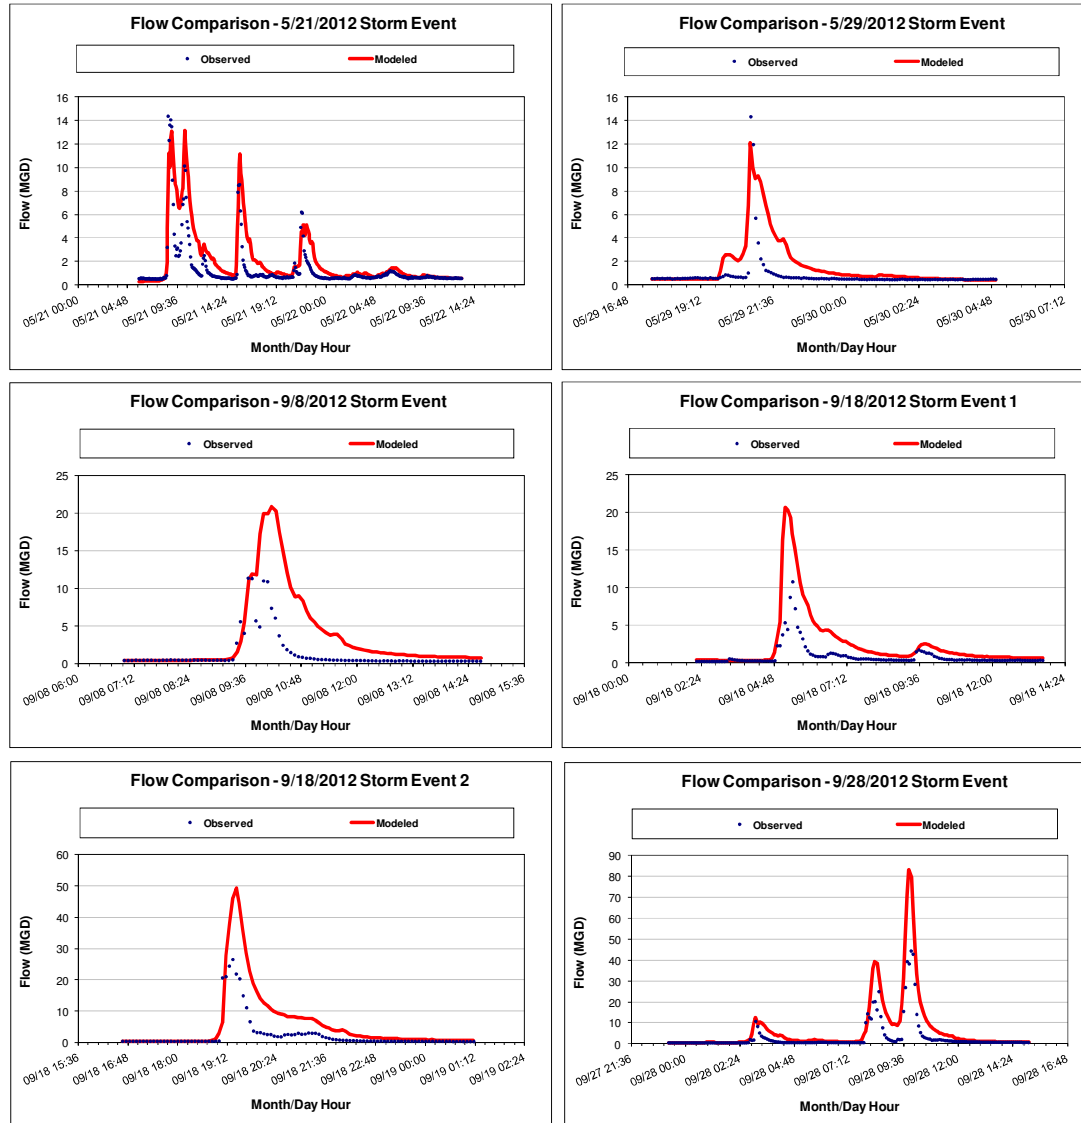 Flow Comparison - 5/21/2012 Storm Event
Observed Modeled
Flow (MGD)
16
14
12
10
8
6
4
2
0
05/21 00:00 05/21 04:48 05/21 09:36 05/21 14:24 05/21 19:12 05/22 00:00 05/22 04:48 05/22 09:36 05/22 14:24
Month/Day Hour
Flow Comparison - 5/29/2012 Storm Event
Observed Modeled
Flow (MGD)
16
14
12
10
8
6
4
2
0
05/29 16:48 05/29 19:12 05/29 21:36 05/30 00:00 05/30 02:24 05/30 04:48 05/30 07:12
Month/Day Hour
Flow Comparison - 9/8/2012 Storm Event
Observed Modeled
Flow (MGD)
25
20
15
10
5
0
09/08 06:00 09/08 07:12 09/08 08:24 09/08 09:36 09/08 10:48 09/08 12:00 09/08 13:12 09/08 14:24 09/08 15:36
Month/Day Hour
Flow Comparison - 9/18/2012 Storm Event 1
Observed Modeled
Flow (MGD)
25
20
15
10
5
0
09/18 00:00 09/18 02:24 09/18 04:48 09/18 07:12 09/18 09:36 09/18 12:00 09/18 14:24
Month/Day Hour
Flow Comparison - 9/18/2012 Storm Event 2
Observed Modeled
Flow (MGD)
60
50
40
30
20
10
0
09/18 15:36 09/18 16:48 09/18 18:00 09/18 19:12 09/18 20:24 09/18 21:36 09/18 22:48 09/19 00:00 09/19 01:12 09/19 02:24
Month/Day Hour
Flow Comparison - 9/28/2012 Storm Event
Observed Modeled
Flow (MGD)
90
80
70
60
50
40
30
20
10
0
09/27 21:36 09/28 00:00 09/28 02:24 09/28 04:48 09/28 07:12 09/28 09:36 09/28 12:00 09/28 14:24 09/28 16:48
Month/Day Hour